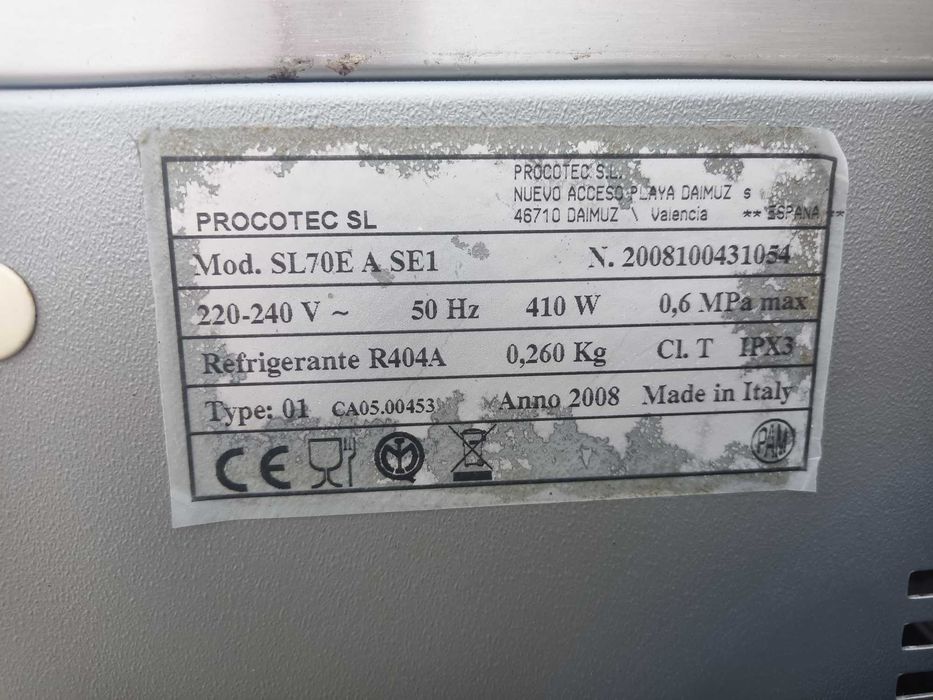 PROCOTEC S.L.
NUEVO ACCESO PLAYA DAIMUZ s
46710 DAIMUZ \ Valencia ** ESPANA **
PROCOTEC SL
Mod. SL70E A SE1 N. 2008100431054
220-240 V ~ 50 Hz 410 W 0,6 MPa max
Refrigerante R404A 0,260 Kg Cl. T IPX3
Type: 01 CA05.00453 Anno 2008 Made in Italy
CE PAM